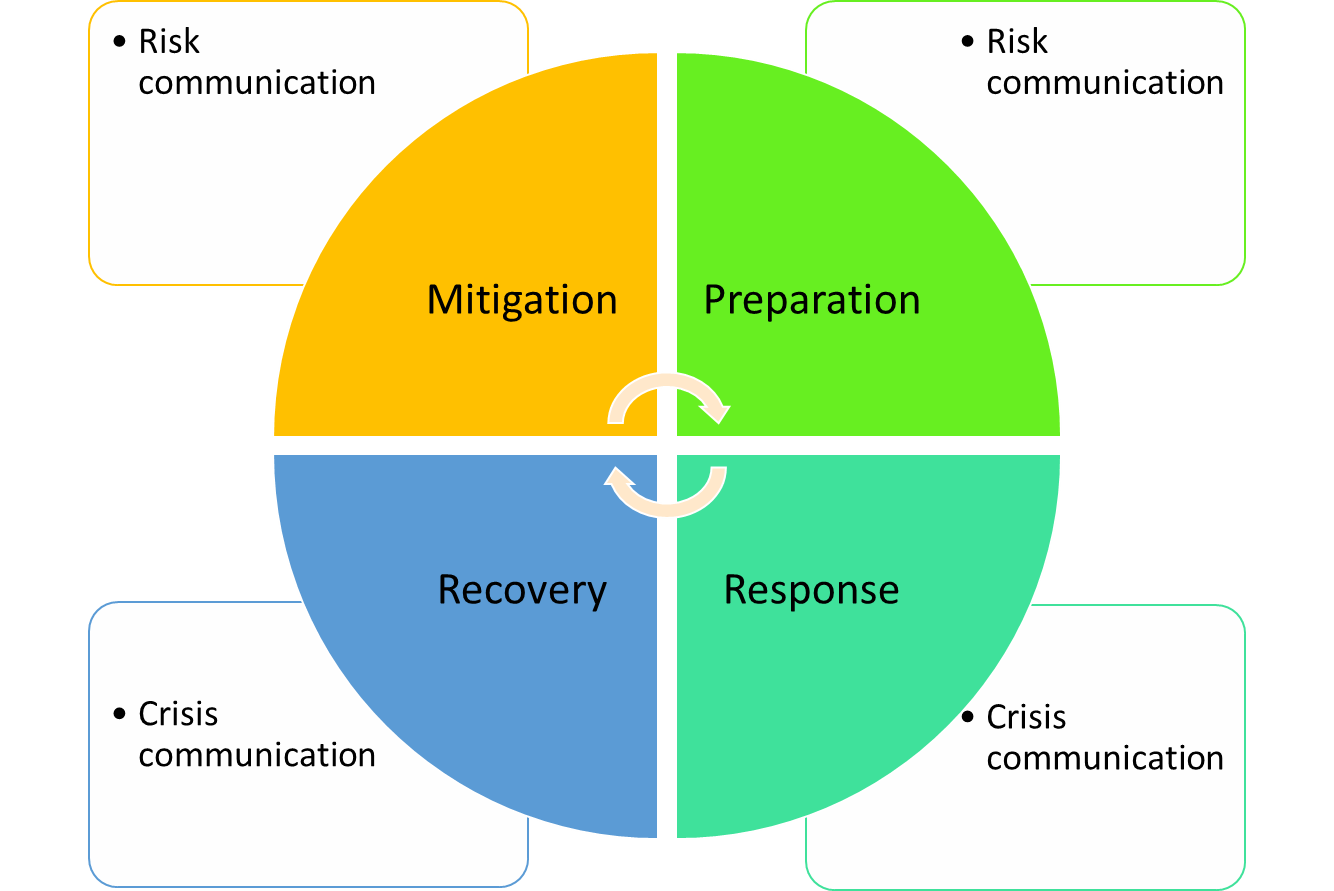 • Risk
communication
• Risk
communication
Mitigation
Preparation
Recovery
Response
• Crisis
communication
• Crisis
communication